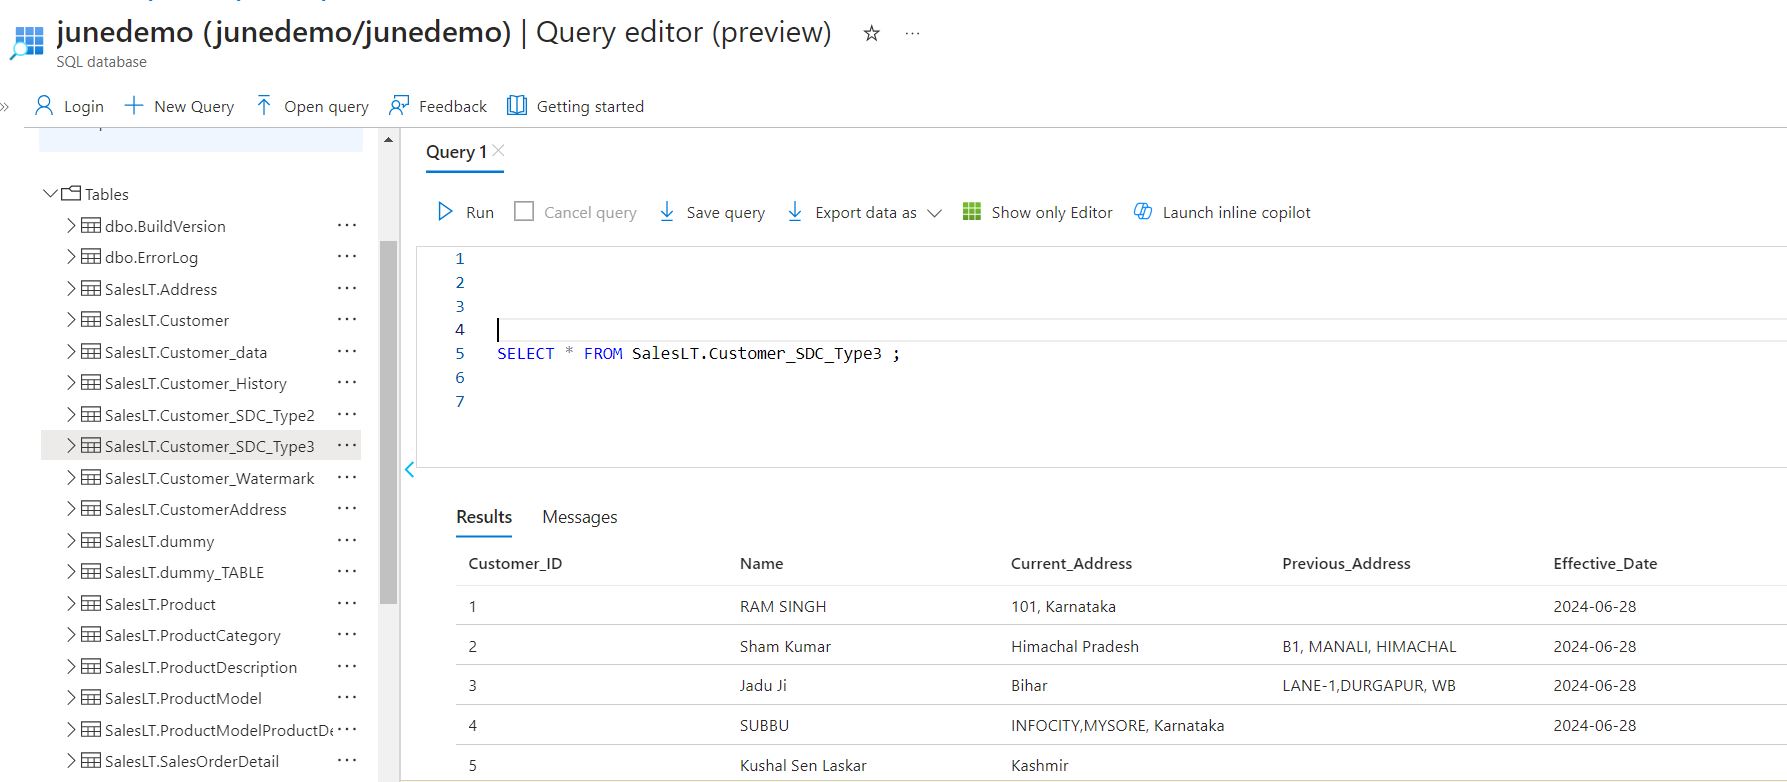 junedemo (junedemo/junedemo) | Query editor (preview) ☆ ···
SQL database
» Login + New Query Open query Feedback Getting started
Tables
dbo.BuildVersion ···
dbo.ErrorLog ···
SalesLT.Address ···
SalesLT.Customer ···
SalesLT.Customer_data ···
SalesLT.Customer_History ···
SalesLT.Customer_SDC_Type2 ···
SalesLT.Customer_SDC_Type3 ···
SalesLT.Customer_Watermark ···
SalesLT.CustomerAddress ···
SalesLT.dummy ···
SalesLT.dummy_TABLE ···
SalesLT.Product ···
SalesLT.ProductCategory ···
SalesLT.ProductDescription ···
SalesLT.ProductModel ···
SalesLT.ProductModelProductDe ···
SalesLT.SalesOrderDetail ···
Query 1 ×
Run Cancel query Save query Export data as Show only Editor Launch inline copilot
1
2
3
4
5 SELECT * FROM SalesLT.Customer_SDC_Type3 ;
6
7
Results Messages
Customer_ID Name Current_Address Previous_Address Effective_Date
1 RAM SINGH 101, Karnataka 2024-06-28
2 Sham Kumar Himachal Pradesh B1, MANALI, HIMACHAL 2024-06-28
3 Jadu Ji Bihar LANE-1,DURGAPUR, WB 2024-06-28
4 SUBBU INFOCITY,MYSORE, Karnataka 2024-06-28
5 Kushal Sen Laskar Kashmir